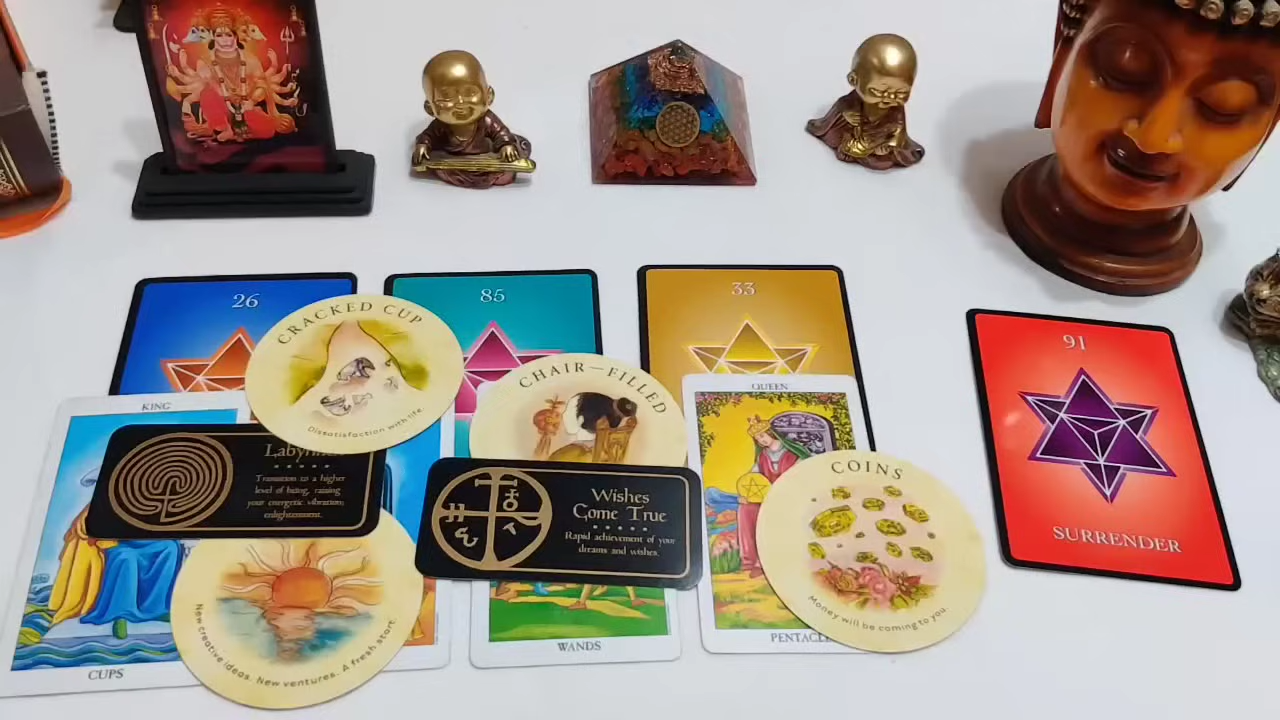 26
85
33
91
SURRENDER
CRACKED CUP
Dissatisfaction with life.
CHAIR—FILLED
KING
QUEEN
Transition to a higher
level of being, raising
your energetic vibration;
enlightenment.
Wishes
Come True
Rapid achievement of your
dreams and wishes.
COINS
Money will be coming to you.
New creative ideas. New ventures. A fresh start.
CUPS
WANDS